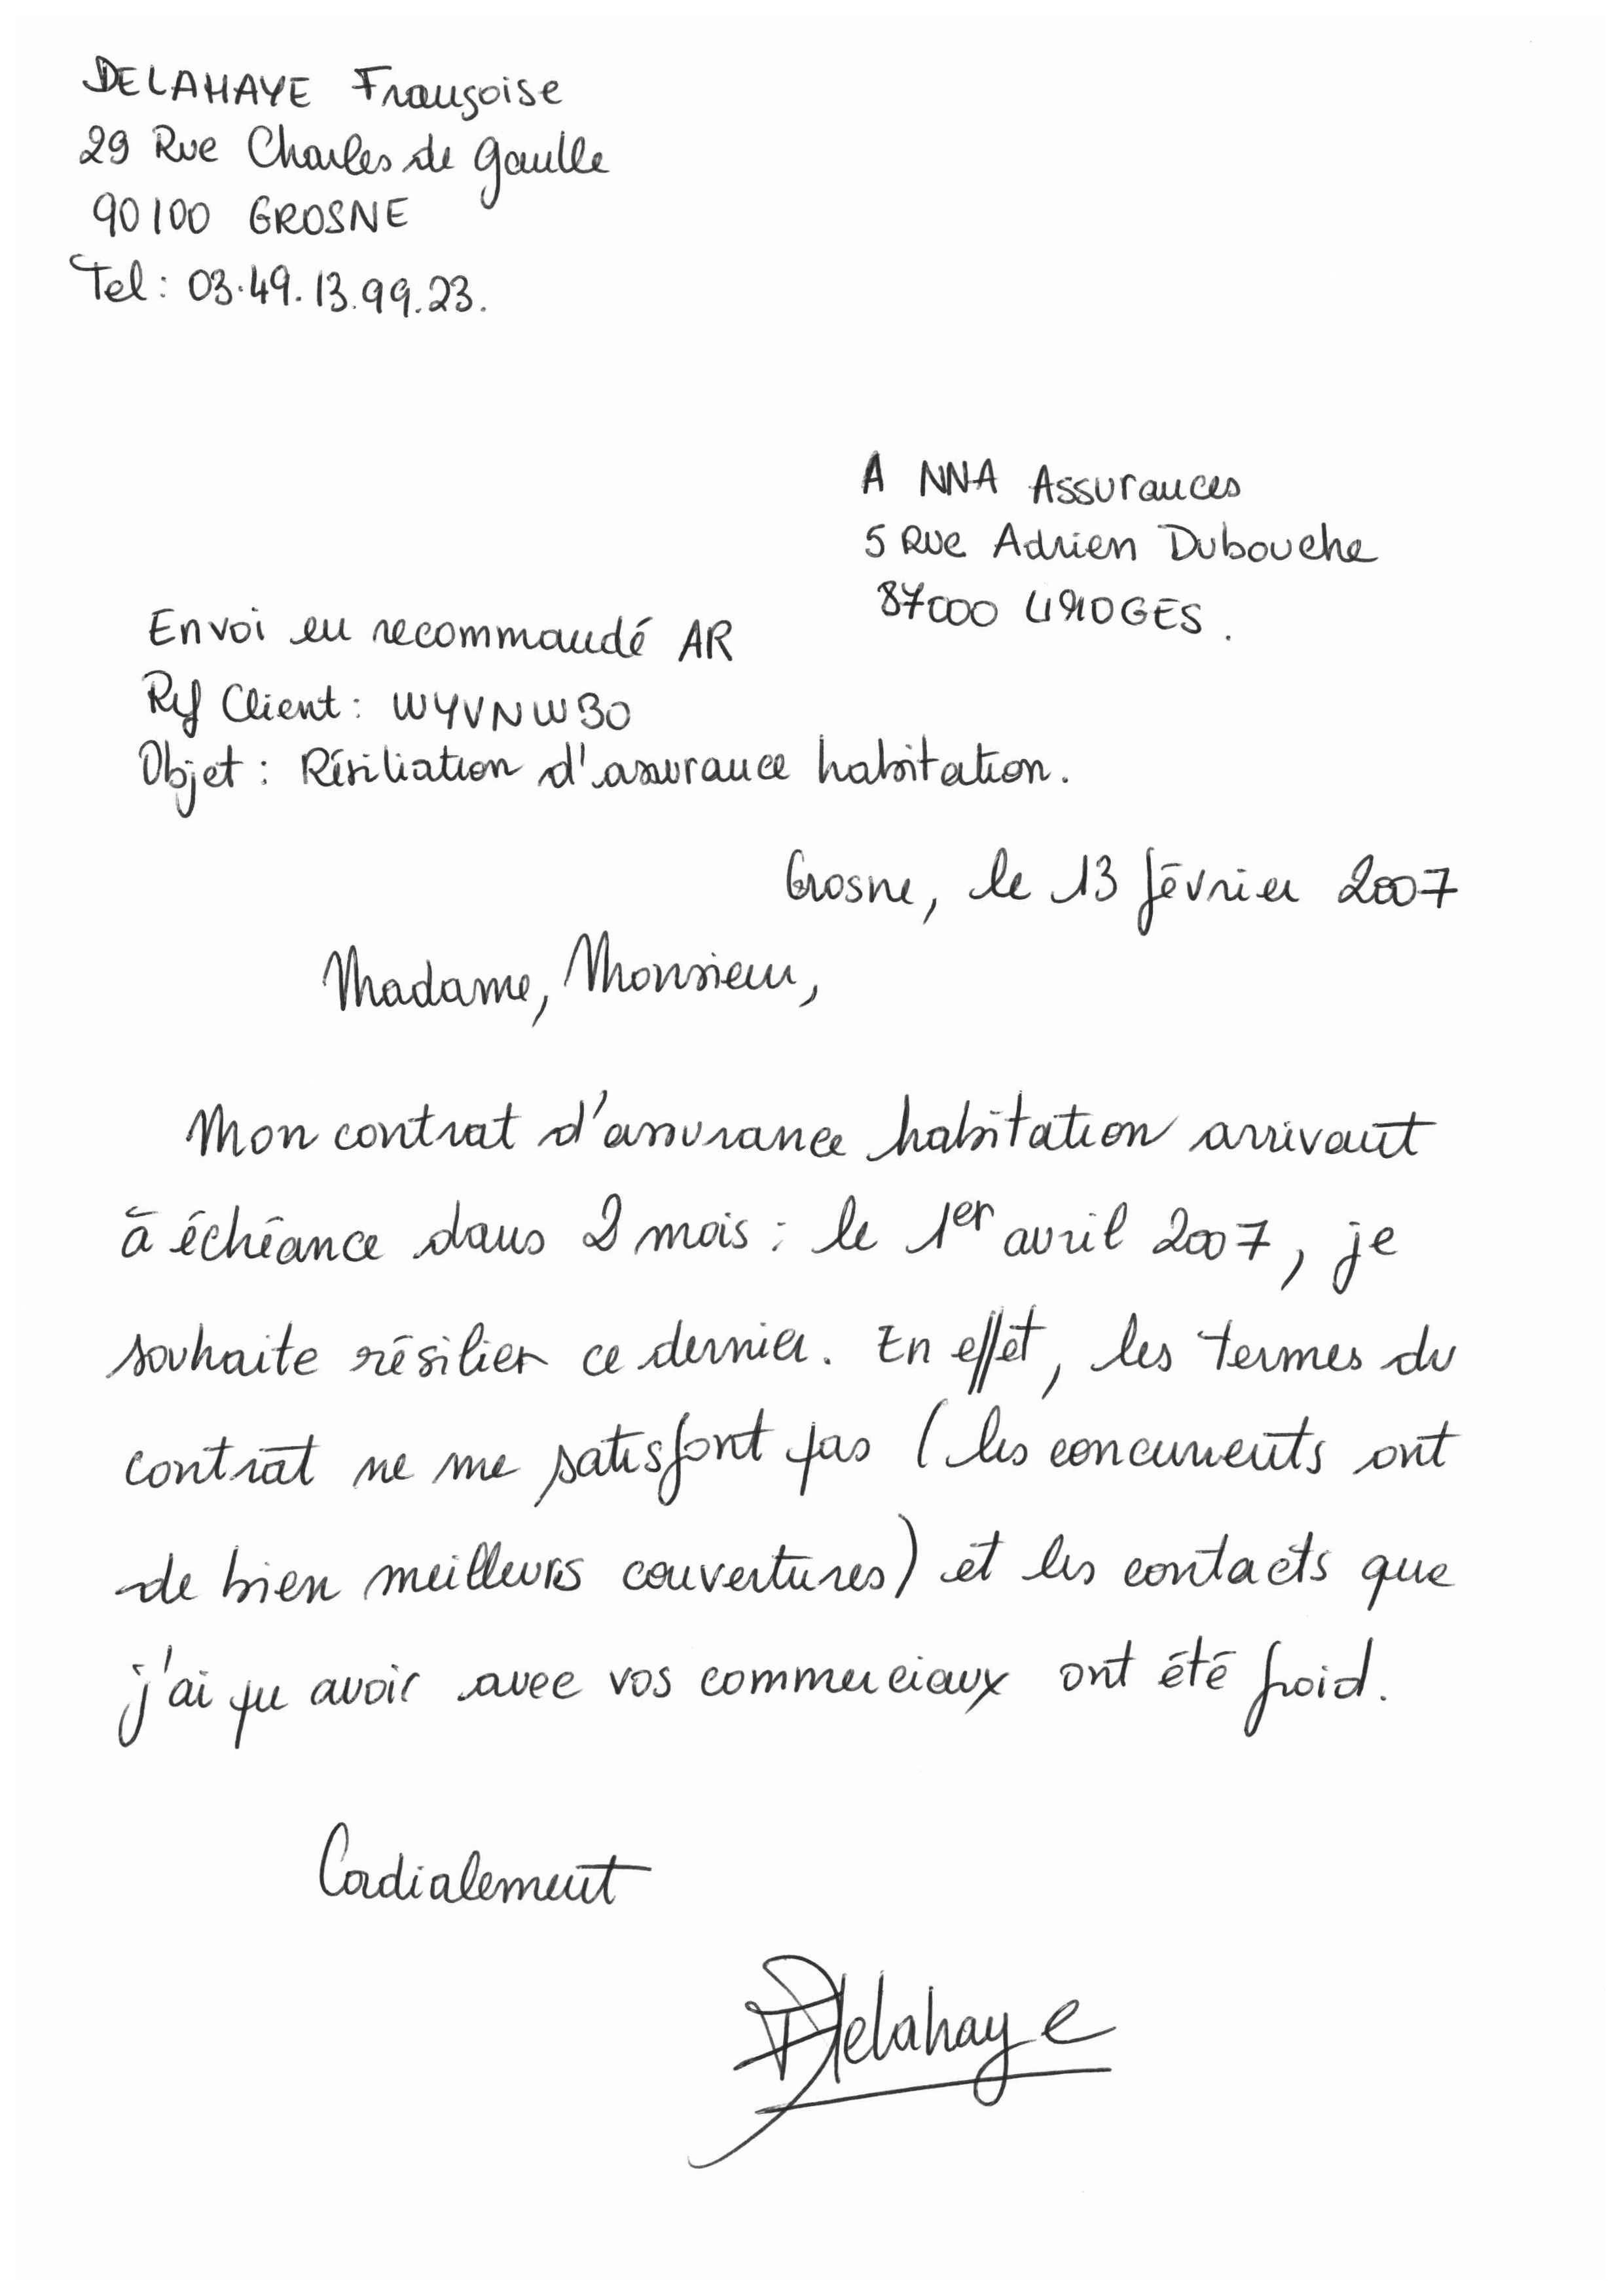 DELAHAYE Françoise
29 Rue Charles de Gaulle
90100 GROSNE
Tel : 03.49.13.99.23.
A NNA Assurances
5 Rue Adrien Dubouche
87000 LIMOGES.
Envoi en recommandé AR
Ref Client : WYVNW30
Objet : Résiliation d'assurance habitation.
Grosne, le 13 février 2007
Madame, Monsieur,
Mon contrat d'assurance habitation arrivant
à échéance dans 2 mois : le 1er avril 2007, je
souhaite résilier ce dernier. En effet, les termes du
contrat ne me satisfont pas (les concurrents ont
de bien meilleurs couvertures) et les contacts que
j'ai pu avoir avec vos commerciaux ont été froid.
Cordialement
Delahaye